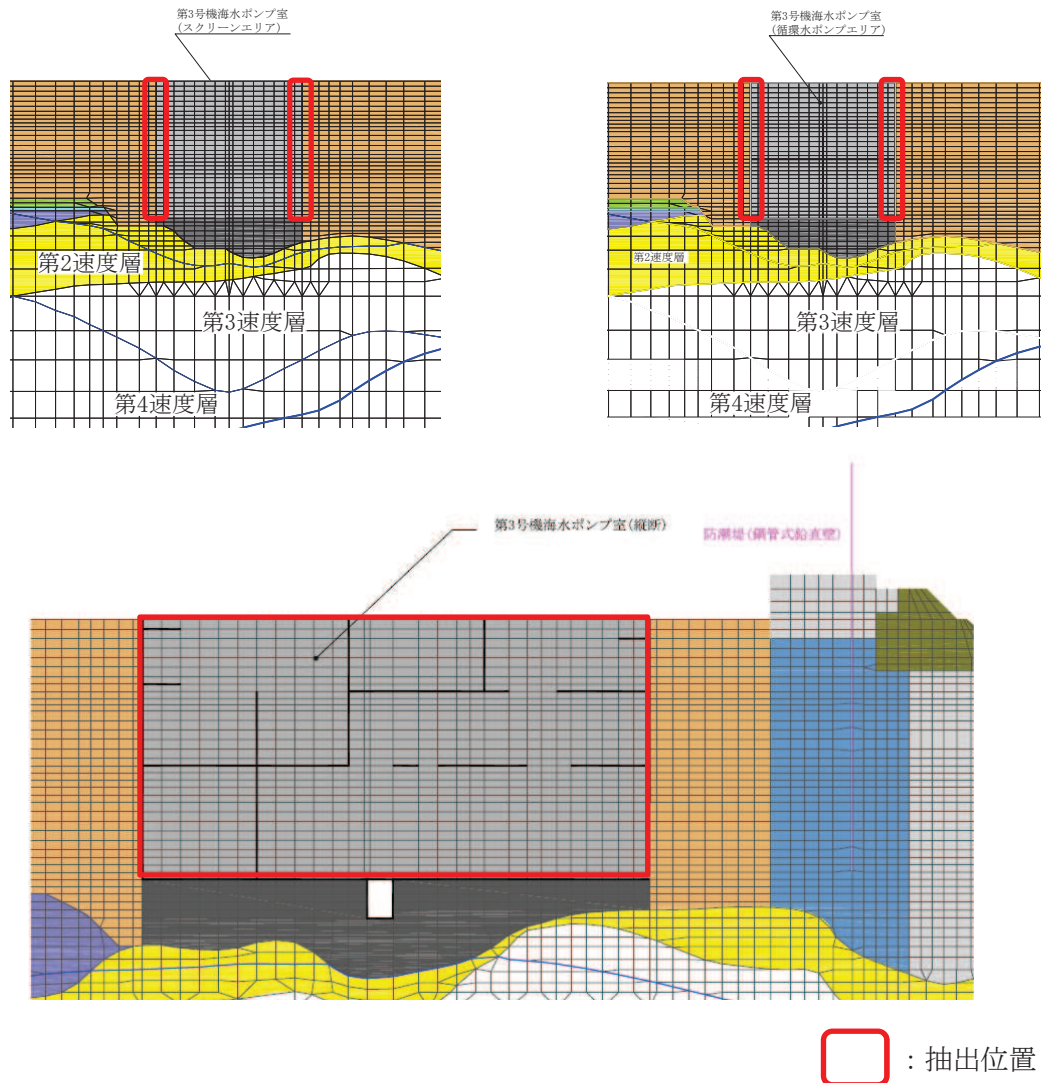 第3号機海水ポンプ室
(スクリーンエリア)
第3号機海水ポンプ室
(循環水ポンプエリア)
第2速度層
第3速度層
第4速度層
第2速度層
第3速度層
第4速度層
第3号機海水ポンプ室(縦断)
防潮堤(鋼管式鉛直壁)
：抽出位置